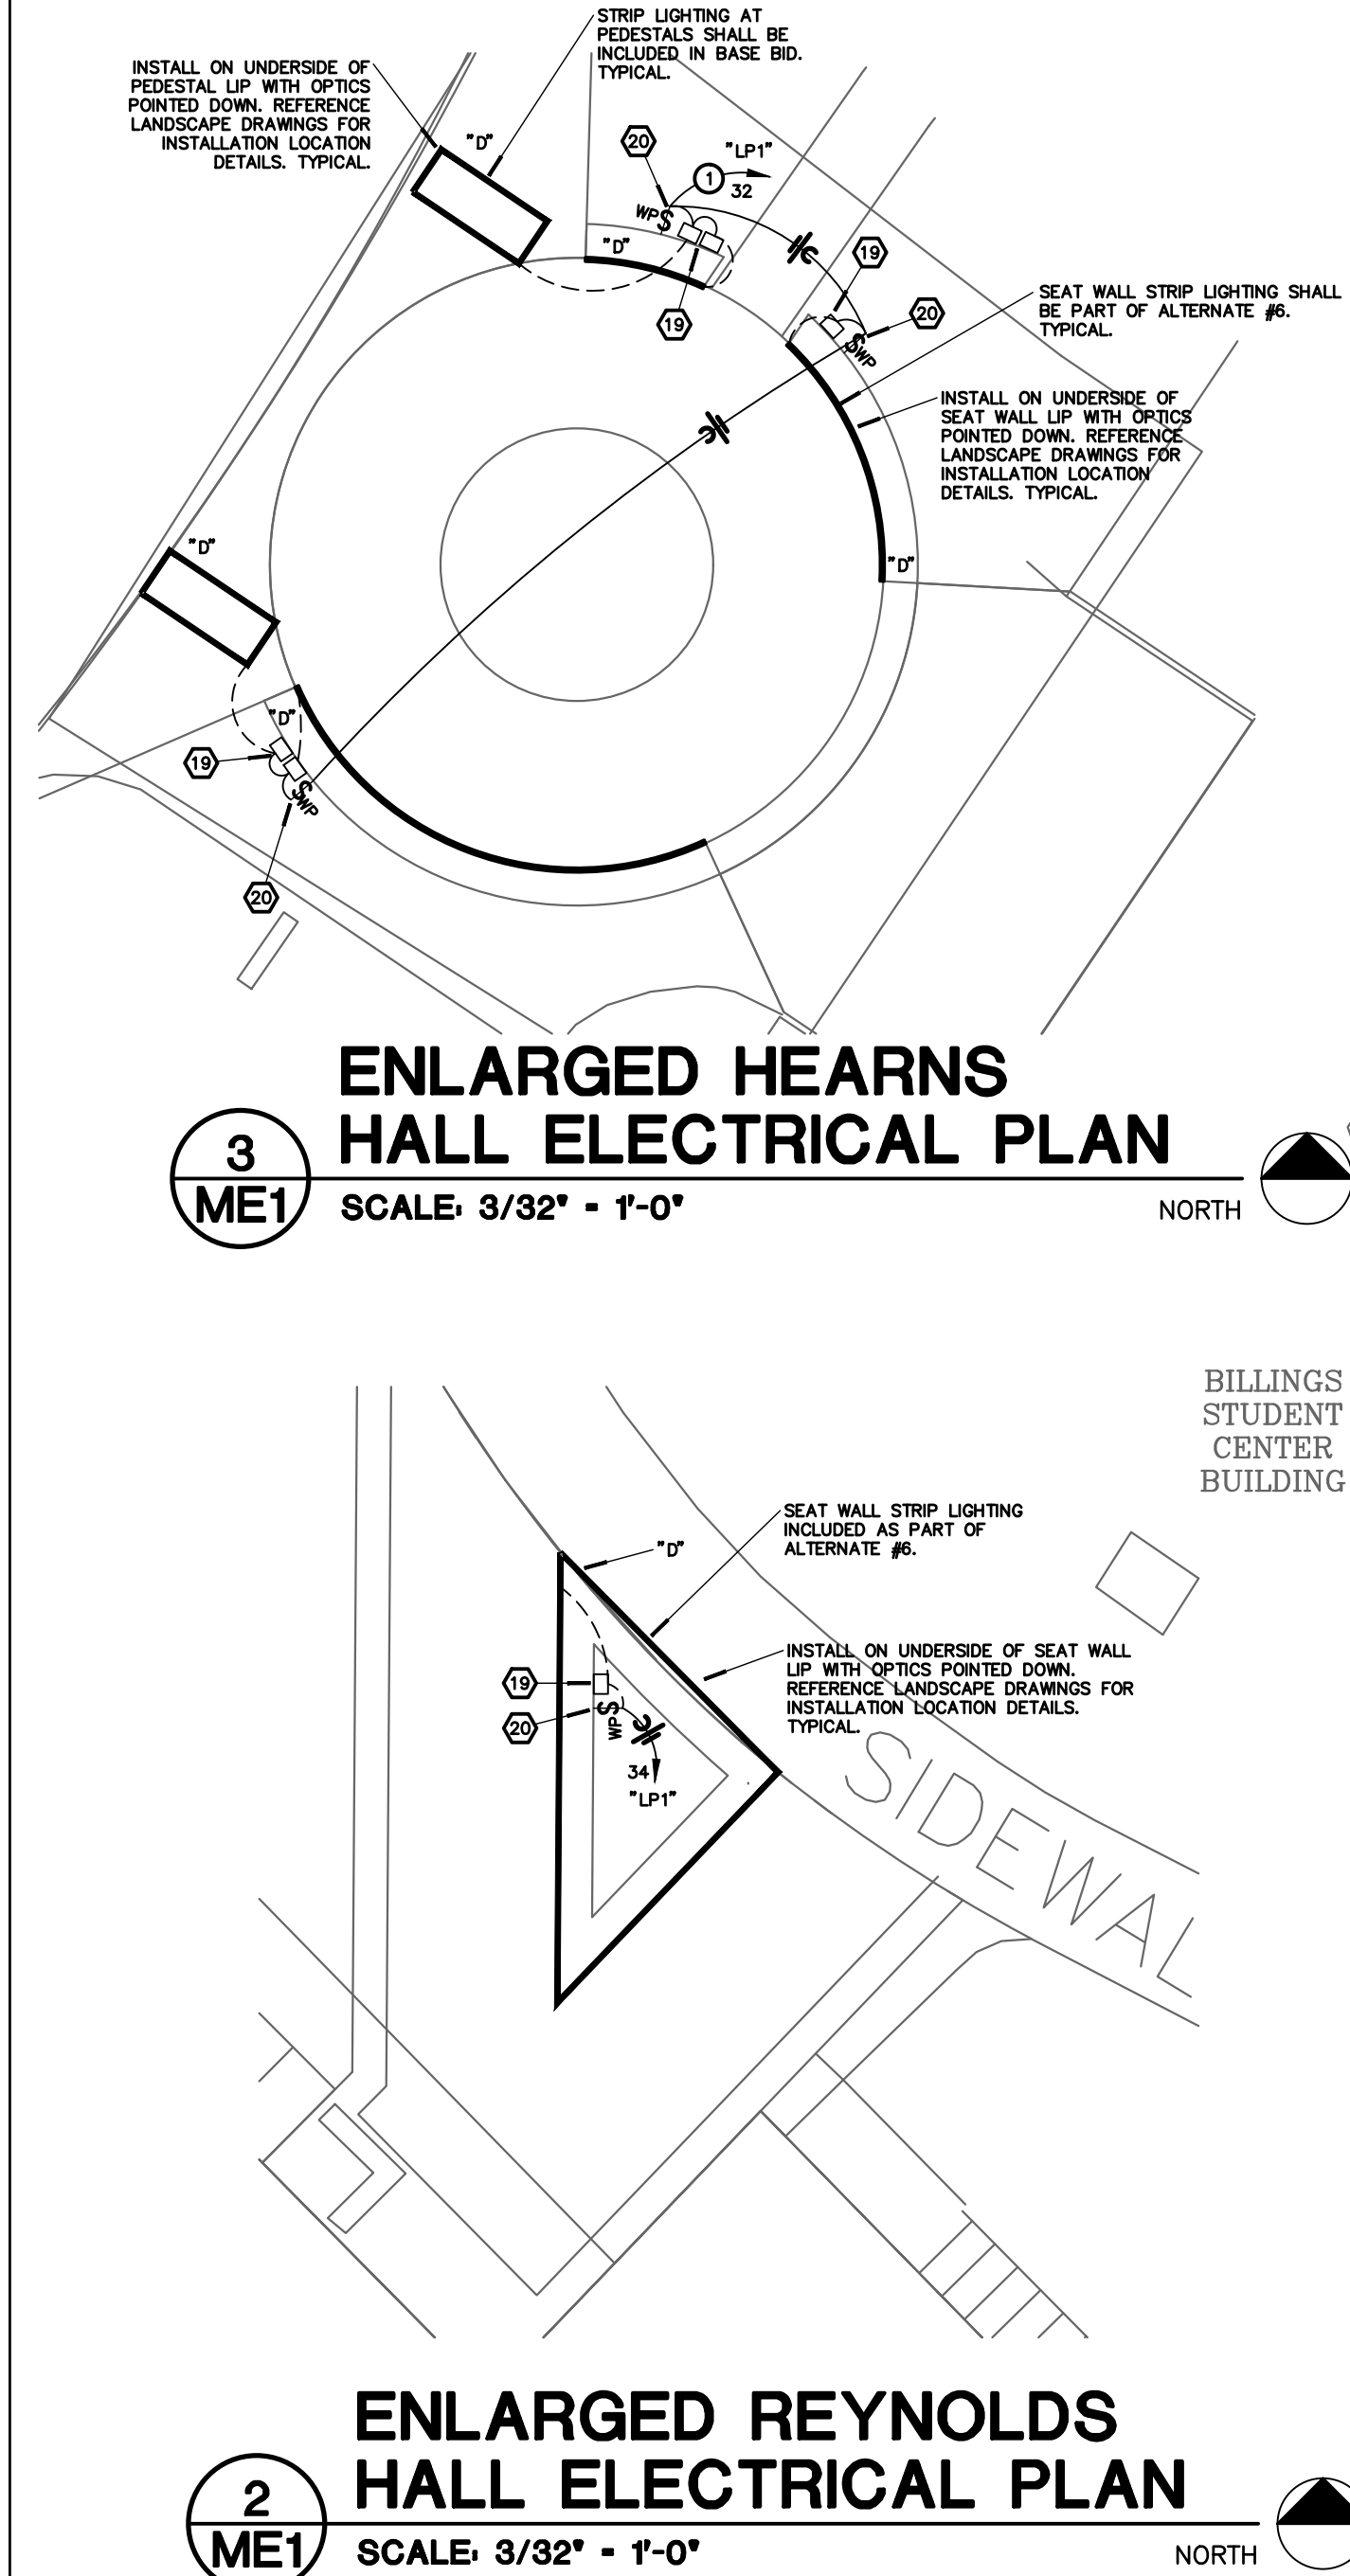 STRIP LIGHTING AT
PEDESTALS SHALL BE
INCLUDED IN BASE BID.
TYPICAL.
INSTALL ON UNDERSIDE OF
PEDESTAL LIP WITH OPTICS
POINTED DOWN. REFERENCE
LANDSCAPE DRAWINGS FOR
INSTALLATION LOCATION
DETAILS. TYPICAL.
"D"
20
"LP1"
1
32
WP
S
"D"
19
19
20
S
WP
SEAT WALL STRIP LIGHTING SHALL
BE PART OF ALTERNATE #6.
TYPICAL.
INSTALL ON UNDERSIDE OF
SEAT WALL LIP WITH OPTICS
POINTED DOWN. REFERENCE
LANDSCAPE DRAWINGS FOR
INSTALLATION LOCATION
DETAILS. TYPICAL.
"D"
"D"
"D"
19
S
WP
20
ENLARGED HEARNS
HALL ELECTRICAL PLAN
3
ME1
SCALE: 3/32" = 1'-0"
NORTH
BILLINGS
STUDENT
CENTER
BUILDING
SEAT WALL STRIP LIGHTING
INCLUDED AS PART OF
ALTERNATE #6.
"D"
INSTALL ON UNDERSIDE OF SEAT WALL
LIP WITH OPTICS POINTED DOWN.
REFERENCE LANDSCAPE DRAWINGS FOR
INSTALLATION LOCATION DETAILS.
TYPICAL.
19
20
S
WP
34
"LP1"
SIDEWAL
ENLARGED REYNOLDS
HALL ELECTRICAL PLAN
2
ME1
SCALE: 3/32" = 1'-0"
NORTH